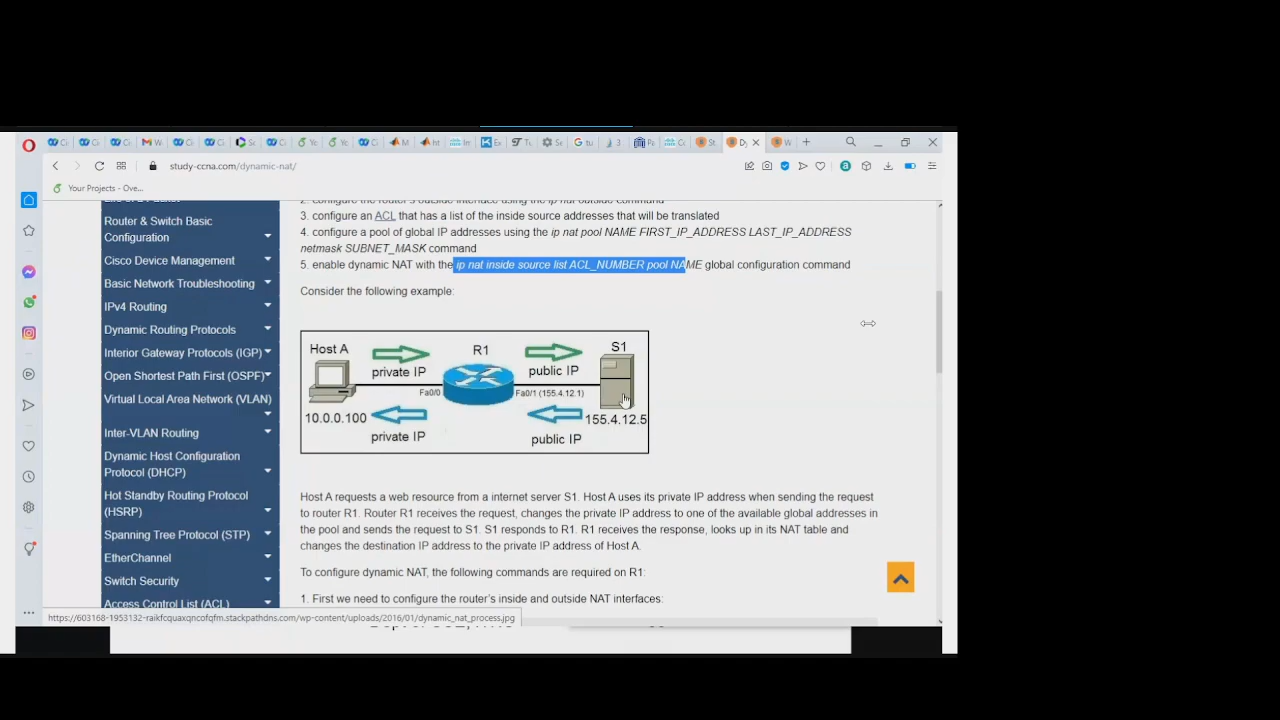 study-ccna.com/dynamic-nat/
Your Projects - Ove...
Router & Switch Basic
Configuration
Cisco Device Management
Basic Network Troubleshooting
IPv4 Routing
Dynamic Routing Protocols
Interior Gateway Protocols (IGP)
Open Shortest Path First (OSPF)
Virtual Local Area Network (VLAN)
Inter-VLAN Routing
Dynamic Host Configuration
Protocol (DHCP)
Hot Standby Routing Protocol
(HSRP)
Spanning Tree Protocol (STP)
EtherChannel
Switch Security
Access Control List (ACL)
2. configure the router's outside interface using the ip nat outside command
3. configure an ACL that has a list of the inside source addresses that will be translated
4. configure a pool of global IP addresses using the ip nat pool NAME FIRST_IP_ADDRESS LAST_IP_ADDRESS
netmask SUBNET_MASK command
5. enable dynamic NAT with the ip nat inside source list ACL_NUMBER pool NAME global configuration command
Consider the following example:
Host A R1 S1
private IP public IP
Fa0/0 Fa0/1 (155.4.12.1)
10.0.0.100 155.4.12.5
private IP public IP
Host A requests a web resource from a internet server S1. Host A uses its private IP address when sending the request
to router R1. Router R1 receives the request, changes the private IP address to one of the available global addresses in
the pool and sends the request to S1. S1 responds to R1. R1 receives the response, looks up in its NAT table and
changes the destination IP address to the private IP address of Host A.
To configure dynamic NAT, the following commands are required on R1:
1. First we need to configure the router's inside and outside NAT interfaces:
https://603168-1953132-raikfcquaxqncofqfm.stackpathdns.com/wp-content/uploads/2016/01/dynamic_nat_process.jpg